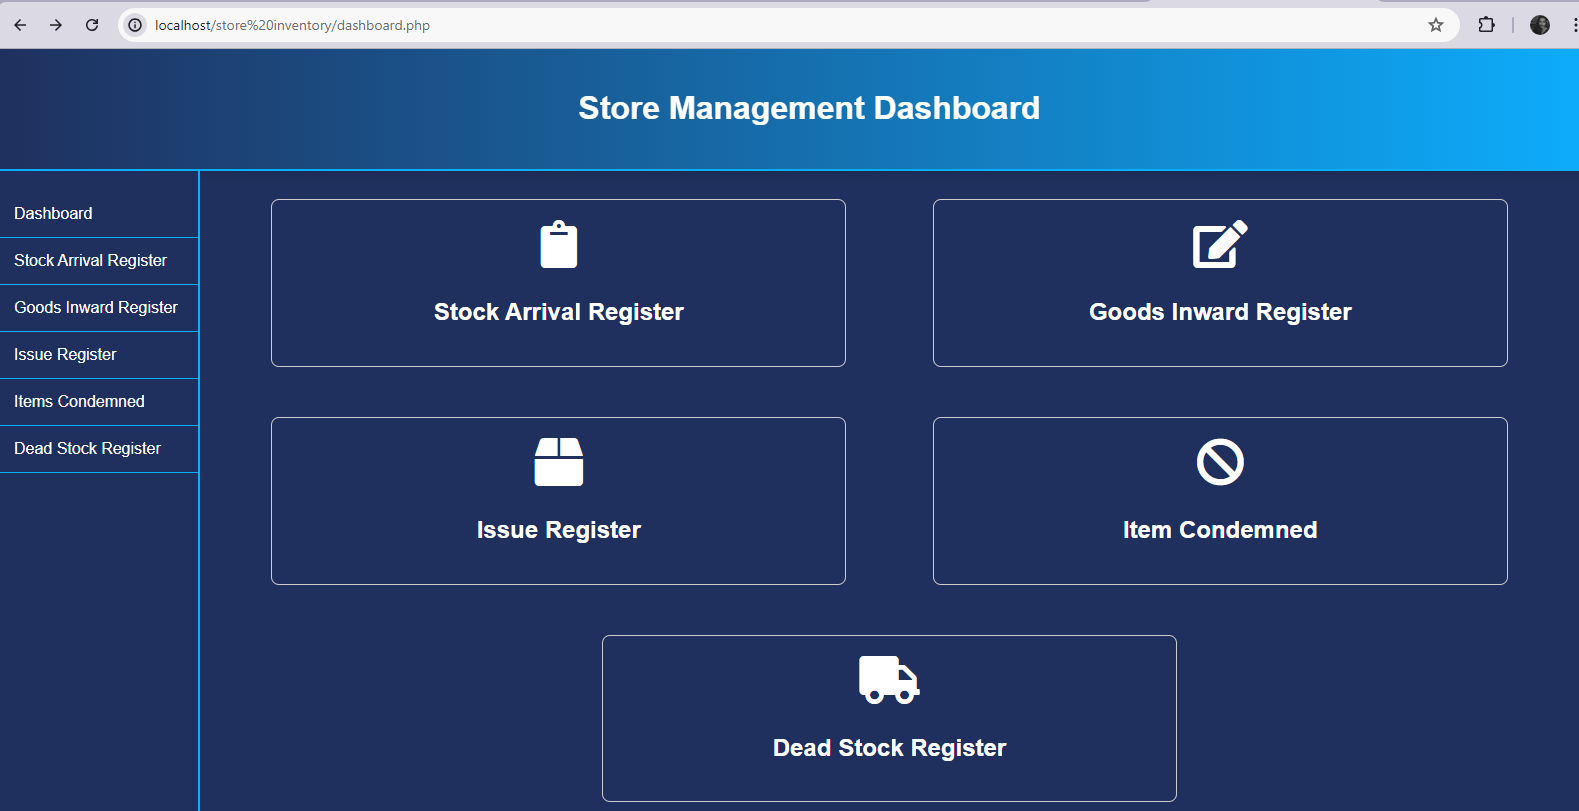 localhost/store%20inventory/dashboard.php
Store Management Dashboard
Dashboard
Stock Arrival Register
Goods Inward Register
Issue Register
Items Condemned
Dead Stock Register
Stock Arrival Register
Goods Inward Register
Issue Register
Item Condemned
Dead Stock Register